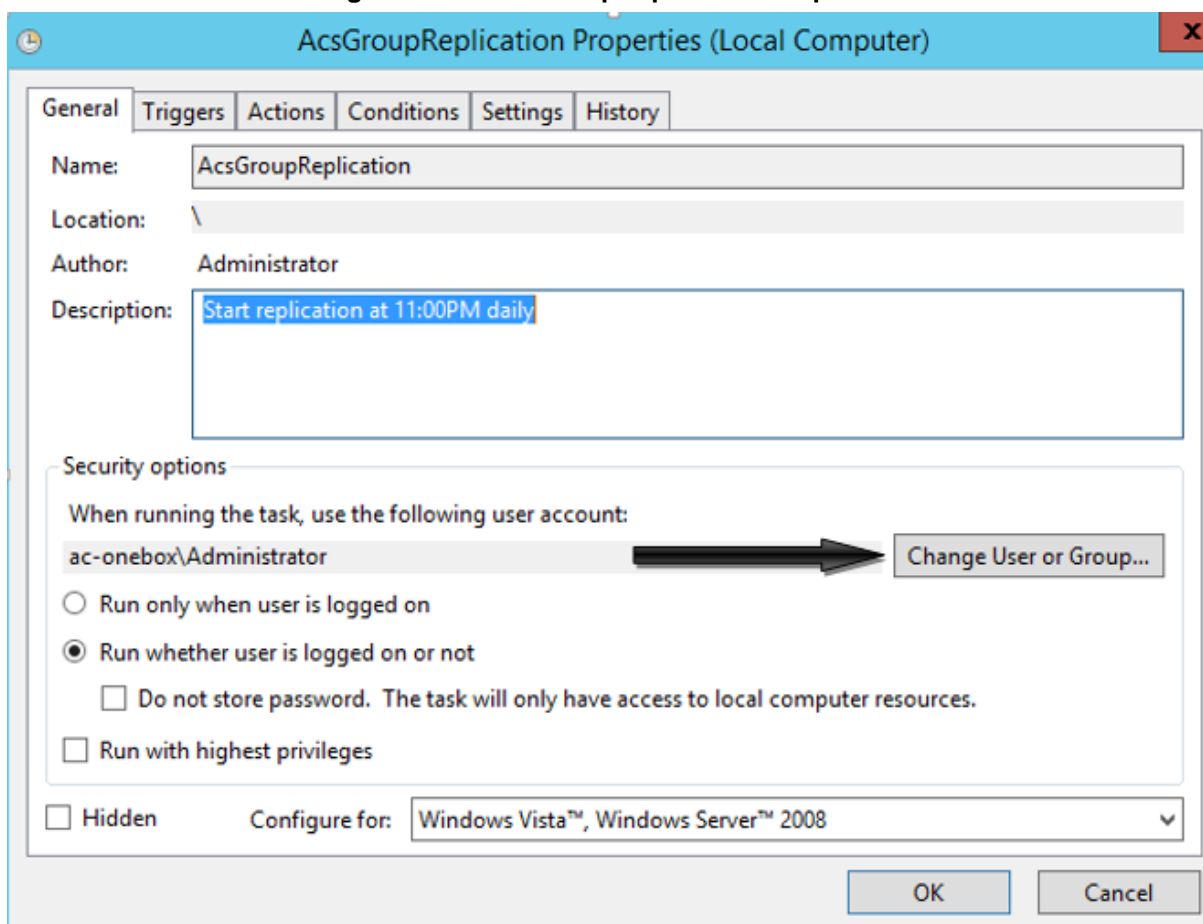 AcsGroupReplication Properties (Local Computer)
x
General Triggers Actions Conditions Settings History
Name: AcsGroupReplication
Location: \
Author: Administrator
Description: Start replication at 11:00PM daily
Security options
When running the task, use the following user account:
ac-onebox\Administrator Change User or Group...
Run only when user is logged on
Run whether user is logged on or not
Do not store password. The task will only have access to local computer resources.
Run with highest privileges
Hidden Configure for: Windows Vista™, Windows Server™ 2008
OK Cancel